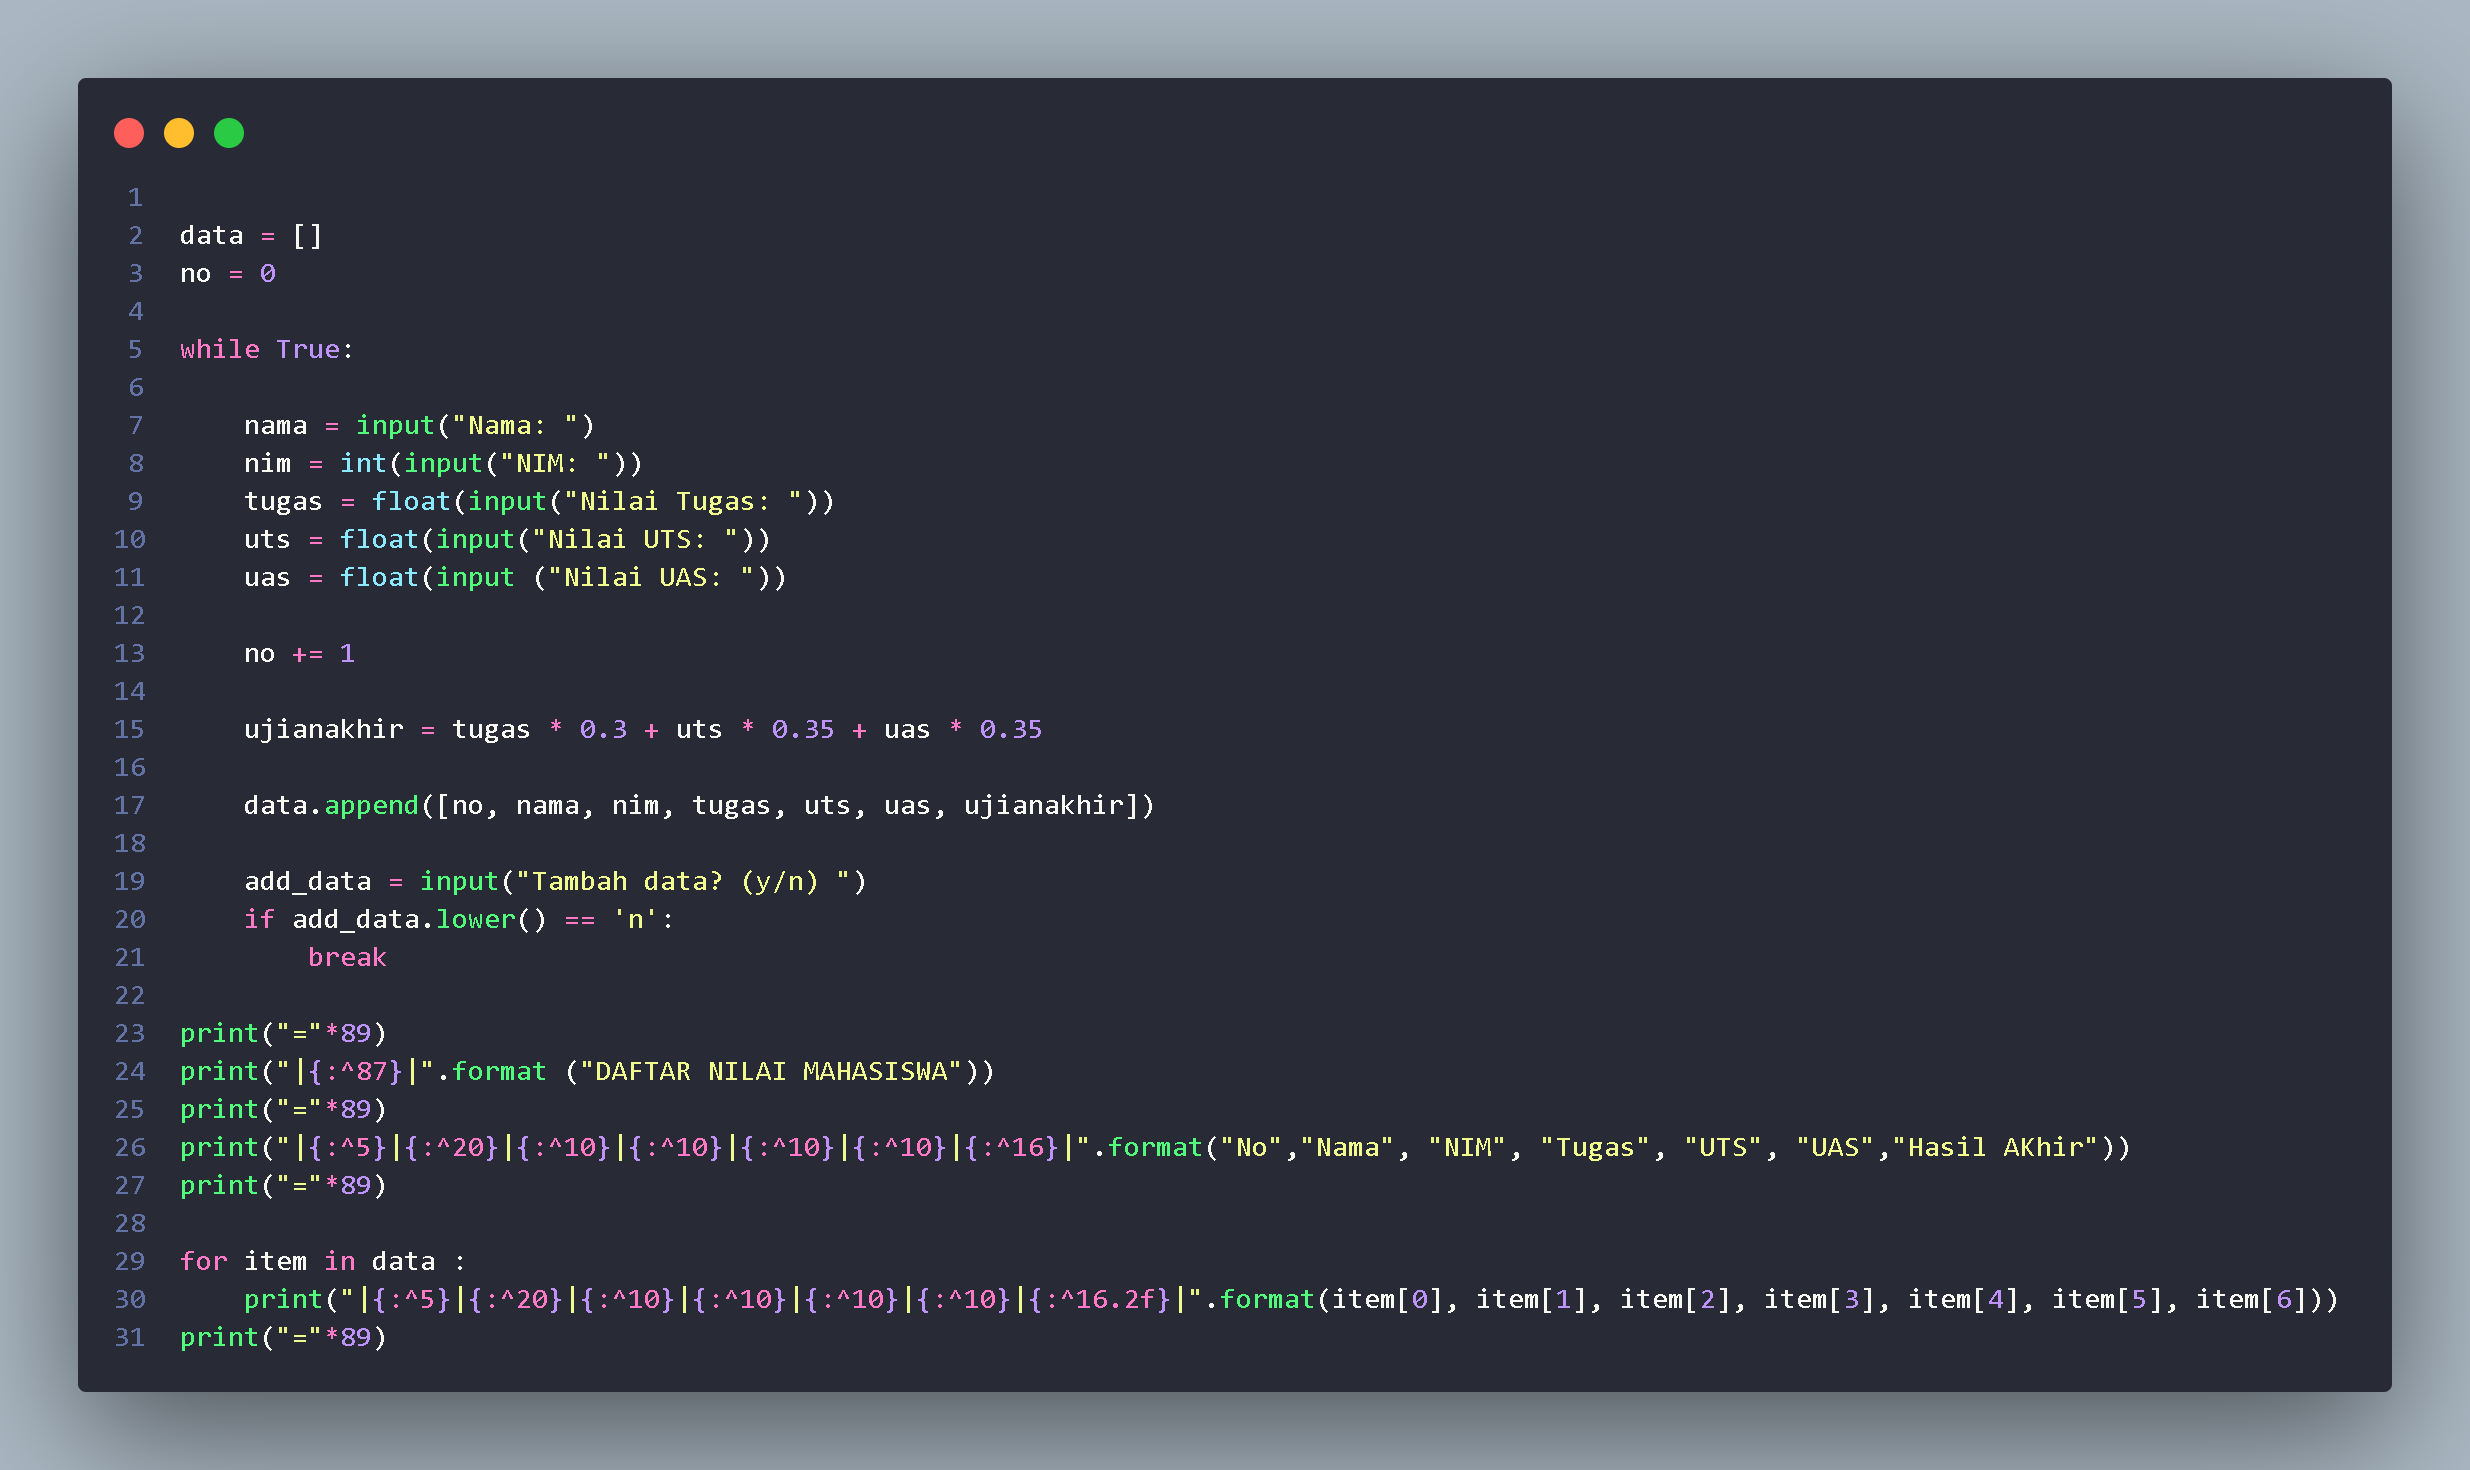 1
2 data = []
3 no = 0
4
5 while True:
6
7     nama = input("Nama: ")
8     nim = int(input("NIM: "))
9     tugas = float(input("Nilai Tugas: "))
10     uts = float(input("Nilai UTS: "))
11     uas = float(input ("Nilai UAS: "))
12
13     no += 1
14
15     ujianakhir = tugas * 0.3 + uts * 0.35 + uas * 0.35
16
17     data.append([no, nama, nim, tugas, uts, uas, ujianakhir])
18
19     add_data = input("Tambah data? (y/n) ")
20     if add_data.lower() == 'n':
21         break
22
23 print("="*89)
24 print("|{:^87}|".format ("DAFTAR NILAI MAHASISWA"))
25 print("="*89)
26 print("|{:^5}|{:^20}|{:^10}|{:^10}|{:^10}|{:^10}|{:^16}|".format("No","Nama", "NIM", "Tugas", "UTS", "UAS","Hasil AKhir"))
27 print("="*89)
28
29 for item in data :
30     print("|{:^5}|{:^20}|{:^10}|{:^10}|{:^10}|{:^10}|{:^16.2f}|".format(item[0], item[1], item[2], item[3], item[4], item[5], item[6]))
31 print("="*89)